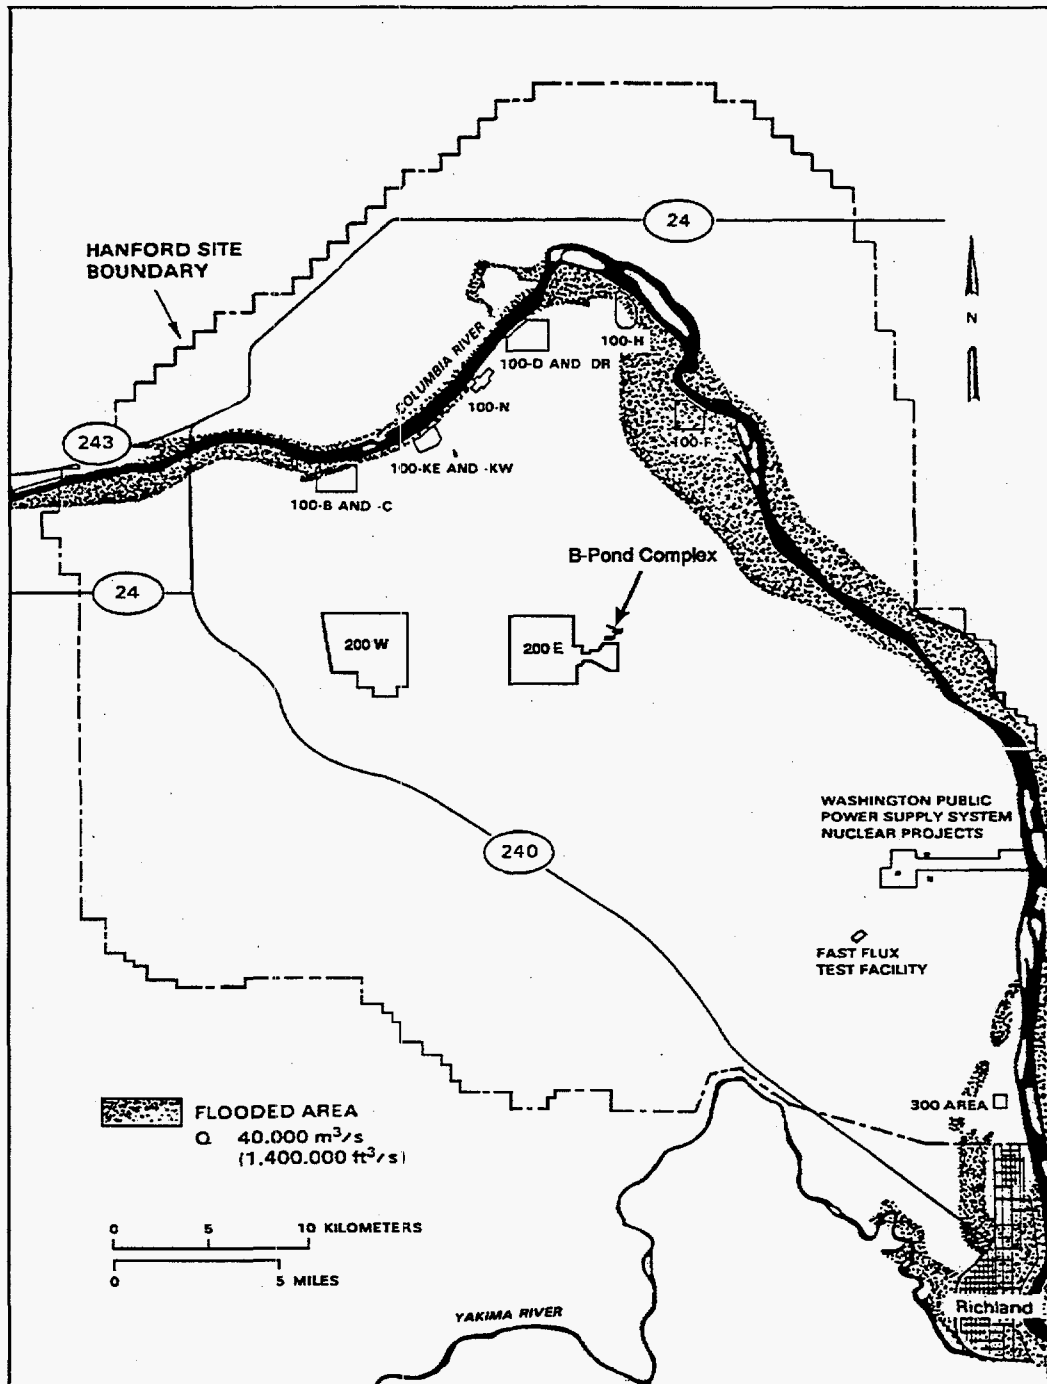 24
HANFORD SITE
BOUNDARY
N
COLUMBIA RIVER
100-H
100-D AND DR
100-N
243
100-F
100-KE AND -KW
100-B AND -C
B-Pond Complex
24
200 W
200 E
WASHINGTON PUBLIC
POWER SUPPLY SYSTEM
NUCLEAR PROJECTS
240
FAST FLUX
TEST FACILITY
300 AREA
FLOODED AREA
Q 40.000 m³/s
(1.400.000 ft³/s)
0 5 10 KILOMETERS
0 5 MILES
Richland
YAKIMA RIVER